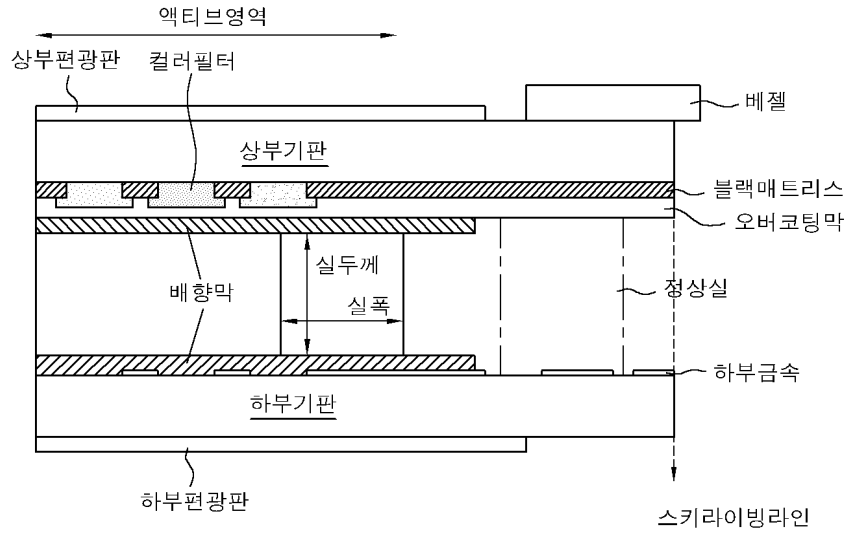 액티브영역
상부편광판
컬러필터
베젤
상부기판
블랙매트리스
오버코팅막
실두께
배향막
정상실
실폭
하부금속
하부기판
하부편광판
스키라이빙라인